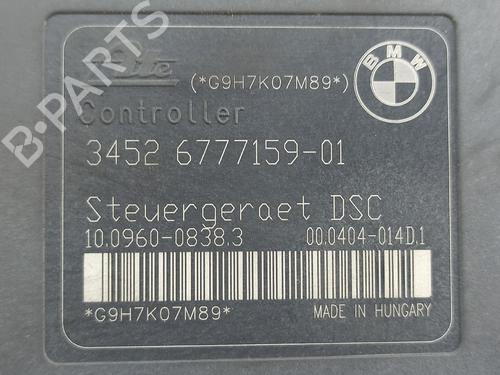 Ate (*G9H7K07M89*)
BMW
Controller
3452 6777159-01
Steuergeraet DSC
10.0960-0838.3 00.0404-014D.1
*G9H7K07M89* MADE IN HUNGARY
B-PARTS